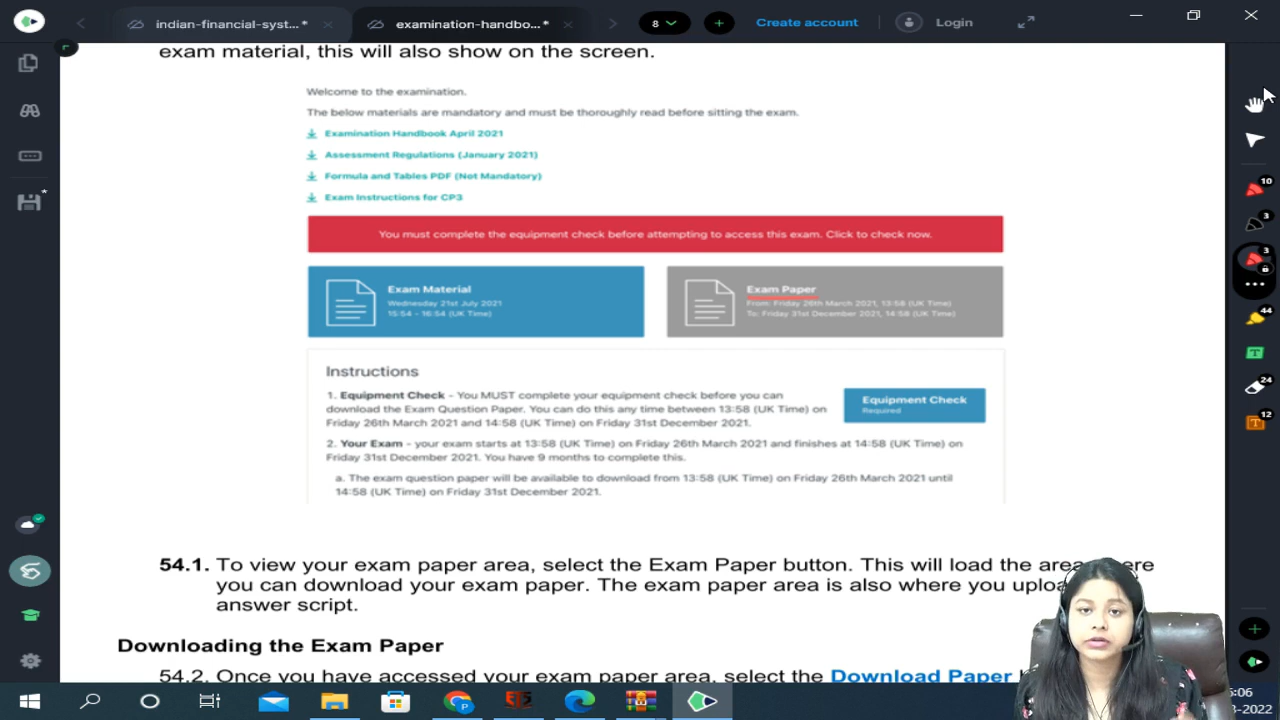 indian-financial-syst...*
examination-handbo...*
8
Create account
Login
exam material, this will also show on the screen.
Welcome to the examination.
The below materials are mandatory and must be thoroughly read before sitting the exam.
Examination Handbook April 2021
Assessment Regulations (January 2021)
Formula and Tables PDF (Not Mandatory)
Exam Instructions for CP3
You must complete the equipment check before attempting to access this exam. Click to check now.
Exam Material
Wednesday 21st July 2021
15:54 - 16:54 (UK Time)
Exam Paper
From: Friday 26th March 2021, 13:58 (UK Time)
To: Friday 31st December 2021, 14:58 (UK Time)
Instructions
1. Equipment Check - You MUST complete your equipment check before you can
download the Exam Question Paper. You can do this any time between 13:58 (UK Time) on
Friday 26th March 2021 and 14:58 (UK Time) on Friday 31st December 2021.
Equipment Check
Required
2. Your Exam - your exam starts at 13:58 (UK Time) on Friday 26th March 2021 and finishes at 14:58 (UK Time) on
Friday 31st December 2021. You have 9 months to complete this.
a. The exam question paper will be available to download from 13:58 (UK Time) on Friday 26th March 2021 until
14:58 (UK Time) on Friday 31st December 2021.
54.1. To view your exam paper area, select the Exam Paper button. This will load the area
you can download your exam paper. The exam paper area is also where you
answer script.
Downloading the Exam Paper
54.2. Once you have accessed your exam paper area, select the Download Paper
10
3
3
44
T
24
T
12
P
ETS
5:06
-2022